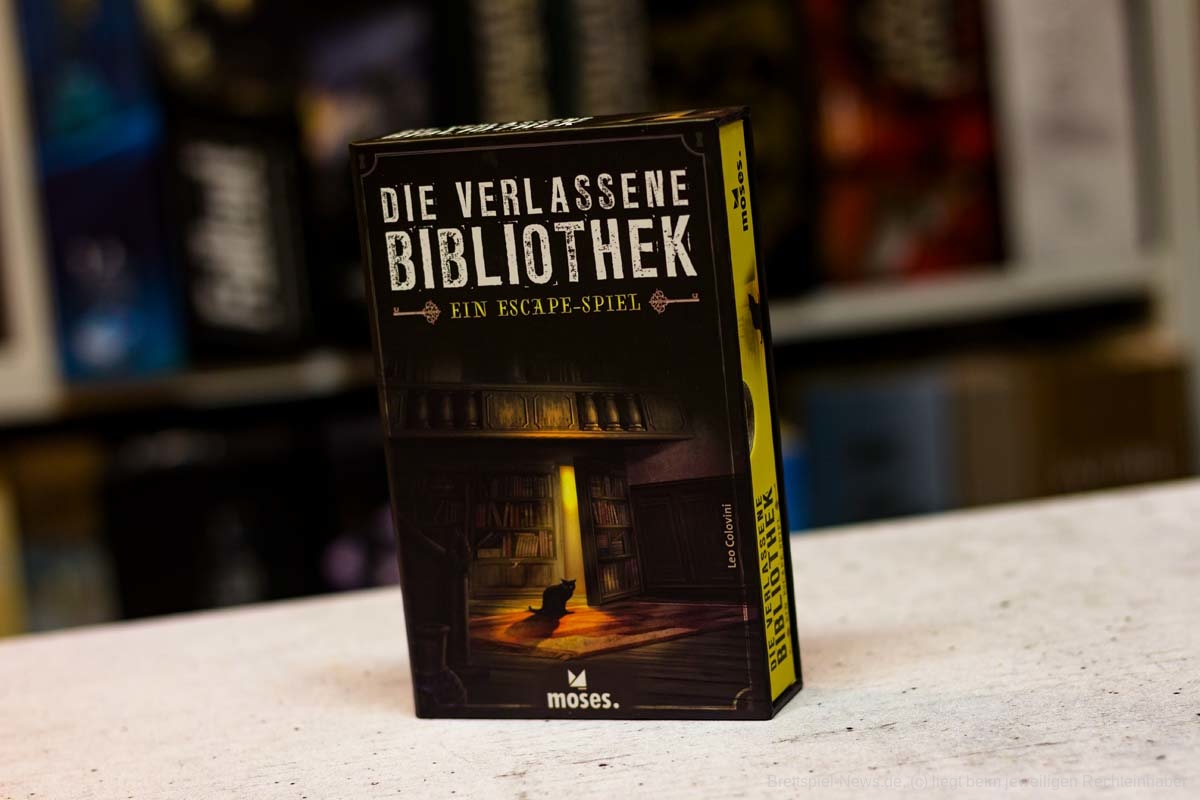 BIBLIOTHEK
DIE VERLASSENE
BIBLIOTHEK
EIN ESCAPE-SPIEL
Leo Colovini
moses.
moses.
DIE VERLASSENE
BIBLIOTHEK
Brettspiel-News.de, (c) liegt beim jeweiligen Rechteinhaber